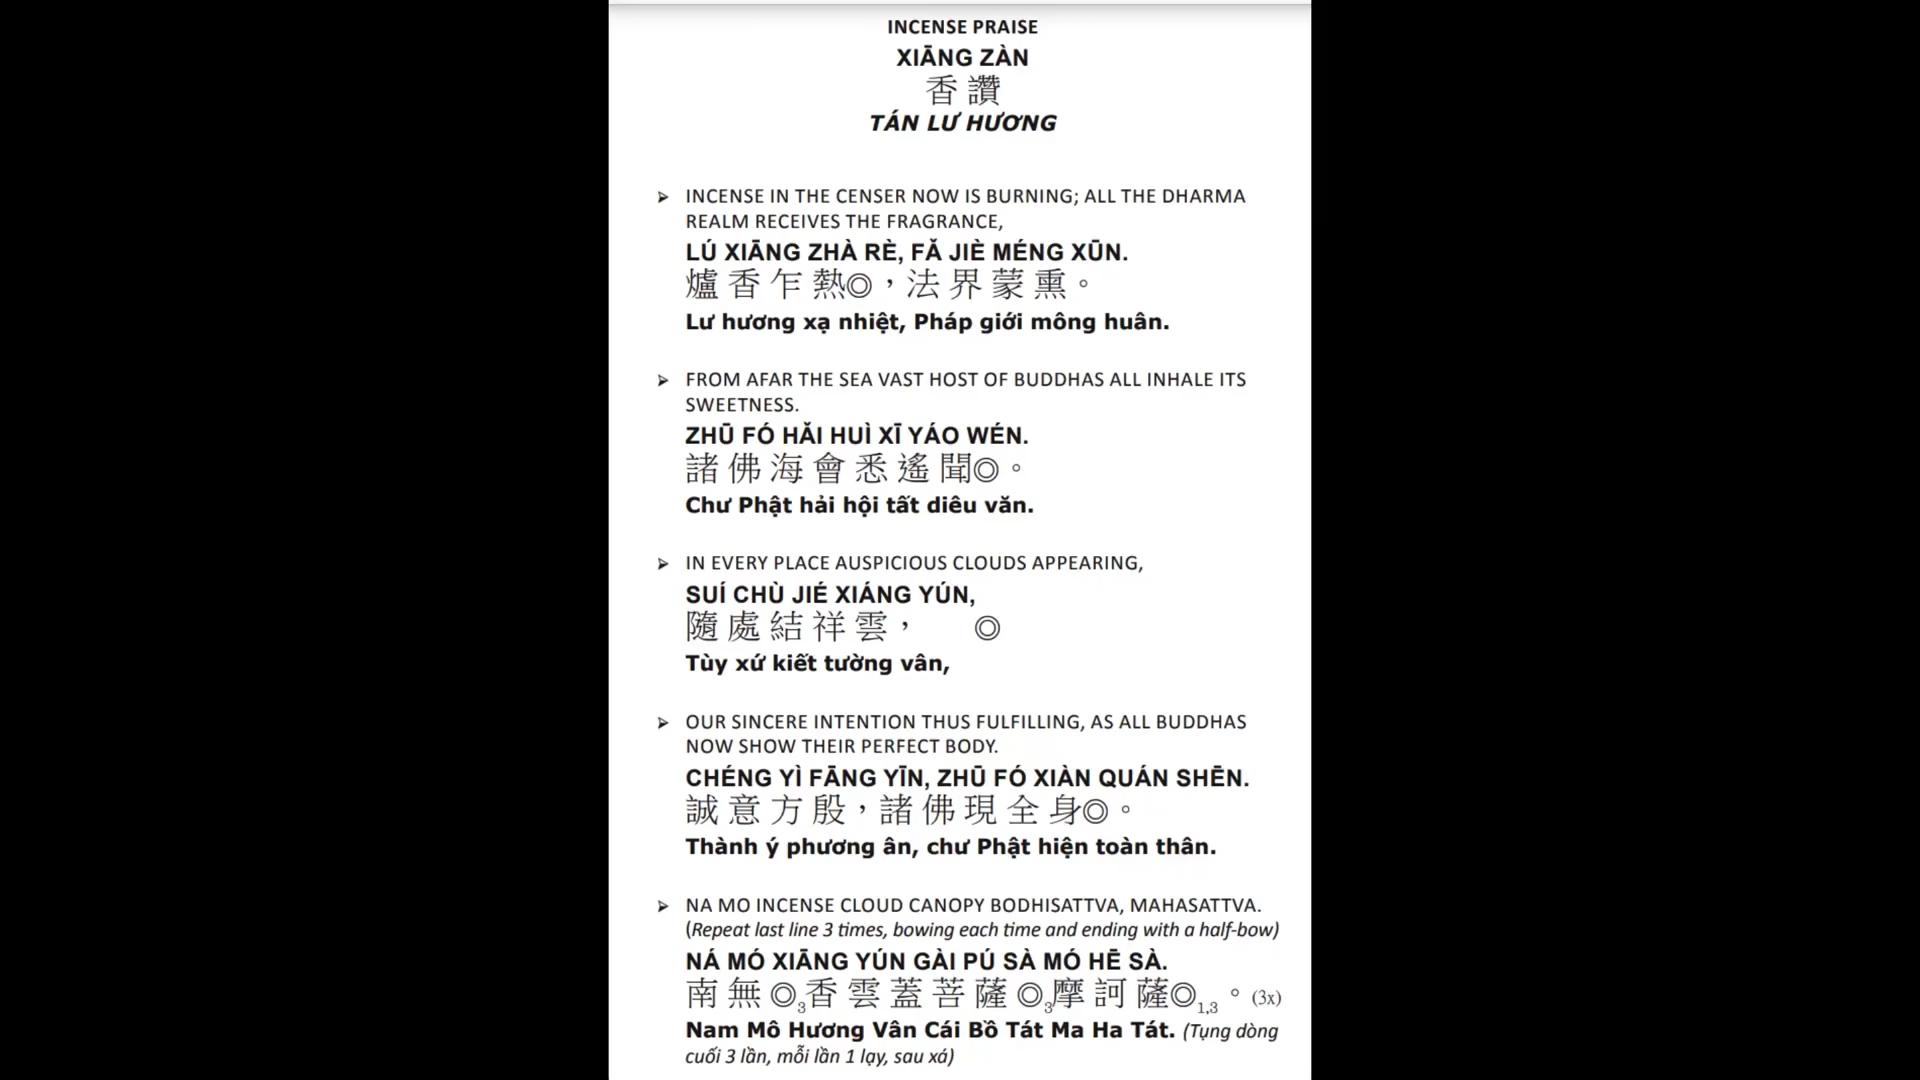 INCENSE PRAISE
XIĀNG ZÀN
香 讚
TÁN LƯ HƯƠNG
➢ INCENSE IN THE CENSER NOW IS BURNING; ALL THE DHARMA
REALM RECEIVES THE FRAGRANCE,
LÚ XIĀNG ZHÀ RÈ, FǍ JIÈ MÉNG XŪN.
爐 香 乍 熱◎，法 界 蒙 熏。
Lư hương xạ nhiệt, Pháp giới mông huân.
➢ FROM AFAR THE SEA VAST HOST OF BUDDHAS ALL INHALE ITS
SWEETNESS.
ZHŪ FÓ HǍI HUÌ XĪ YÁO WÉN.
諸 佛 海 會 悉 遙 聞◎。
Chư Phật hải hội tất diêu văn.
➢ IN EVERY PLACE AUSPICIOUS CLOUDS APPEARING,
SUÍ CHÙ JIÉ XIÁNG YÚN,
隨 處 結 祥 雲， ◎
Tùy xứ kiết tường vân,
➢ OUR SINCERE INTENTION THUS FULFILLING, AS ALL BUDDHAS
NOW SHOW THEIR PERFECT BODY.
CHÉNG YÌ FĀNG YĪN, ZHŪ FÓ XIÀN QUÁN SHĒN.
誠 意 方 殷，諸 佛 現 全 身◎。
Thành ý phương ân, chư Phật hiện toàn thân.
➢ NA MO INCENSE CLOUD CANOPY BODHISATTVA, MAHASATTVA.
(Repeat last line 3 times, bowing each time and ending with a half-bow)
NÁ MÓ XIĀNG YÚN GÀI PÚ SÀ MÓ HĒ SÀ.
南 無 ◎3香 雲 蓋 菩 薩 ◎3摩 訶 薩◎1,3。(3x)
Nam Mô Hương Vân Cái Bồ Tát Ma Ha Tát. (Tụng dòng
cuối 3 lần, mỗi lần 1 lạy, sau xá)